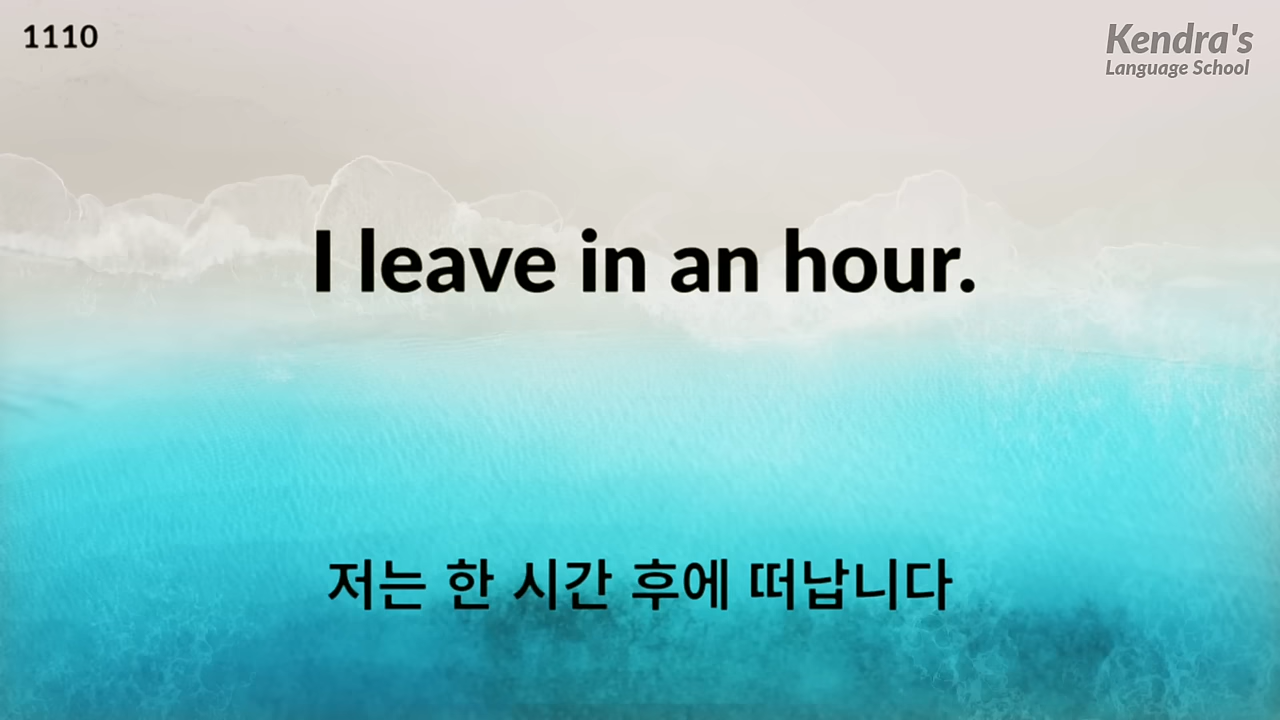 1110
Kendra's
Language School
I leave in an hour.
저는 한 시간 후에 떠납니다